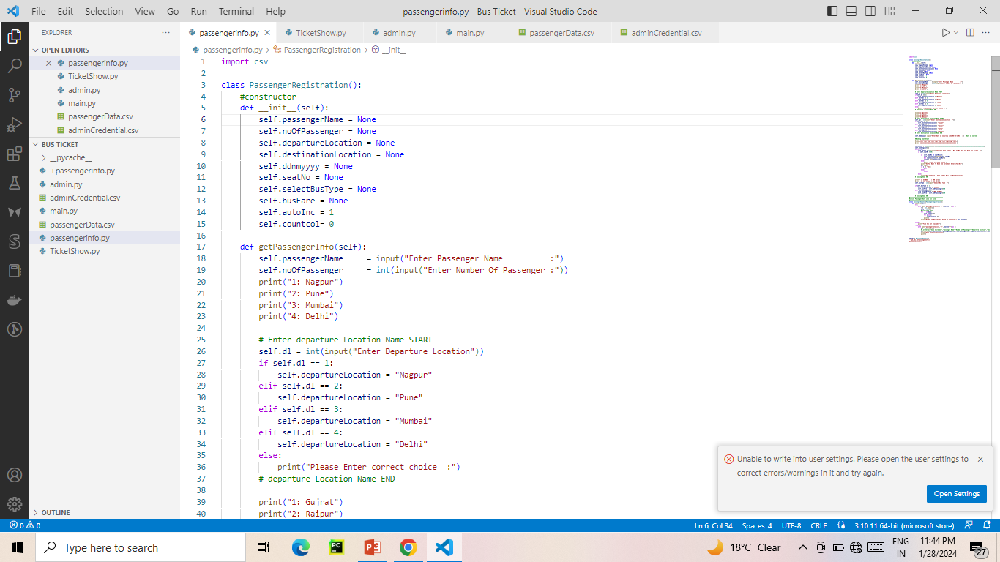 File Edit Selection View Go Run Terminal Help
passengerinfo.py - Bus Ticket - Visual Studio Code
EXPLORER
OPEN EDITORS
passengerinfo.py
TicketShow.py
admin.py
main.py
passengerData.csv
adminCredential.csv
BUS TICKET
__pycache__
+passengerinfo.py
admin.py
adminCredential.csv
main.py
passengerData.csv
passengerinfo.py
TicketShow.py
OUTLINE
passengerinfo.py TicketShow.py admin.py main.py passengerData.csv adminCredential.csv
passengerinfo.py > PassengerRegistration > __init__
1 import csv
2
3 class PassengerRegistration():
4 #constructor
5 def __init__(self):
6 self.passengerName = None
7 self.noOfPassenger = None
8 self.departureLocation = None
9 self.destinationLocation = None
10 self.ddmmyyyy = None
11 self.seatNo = None
12 self.selectBusType = None
13 self.busFare = None
14 self.autoInc = 1
15 self.countcol= 0
16
17 def getPassengerInfo(self):
18 self.passengerName = input("Enter Passenger Name :")
19 self.noOfPassenger = int(input("Enter Number Of Passenger :"))
20 print("1: Nagpur")
21 print("2: Pune")
22 print("3: Mumbai")
23 print("4: Delhi")
24
25 # Enter departure Location Name START
26 self.dl = int(input("Enter Departure Location"))
27 if self.dl == 1:
28 self.departureLocation = "Nagpur"
29 elif self.dl == 2:
30 self.departureLocation = "Pune"
31 elif self.dl == 3:
32 self.departureLocation = "Mumbai"
33 elif self.dl == 4:
34 self.departureLocation = "Delhi"
35 else:
36 print("Please Enter correct choice :")
37 # departure Location Name END
38
39 print("1: Gujrat")
40 print("2: Raipur")
Unable to write into user settings. Please open the user settings to
correct errors/warnings in it and try again.
Open Settings
0 0
Ln 6, Col 34 Spaces: 4 UTF-8 CRLF 3.10.11 64-bit (microsoft store)
Type here to search
18°C Clear
ENG
IN
11:44 PM
1/28/2024
27